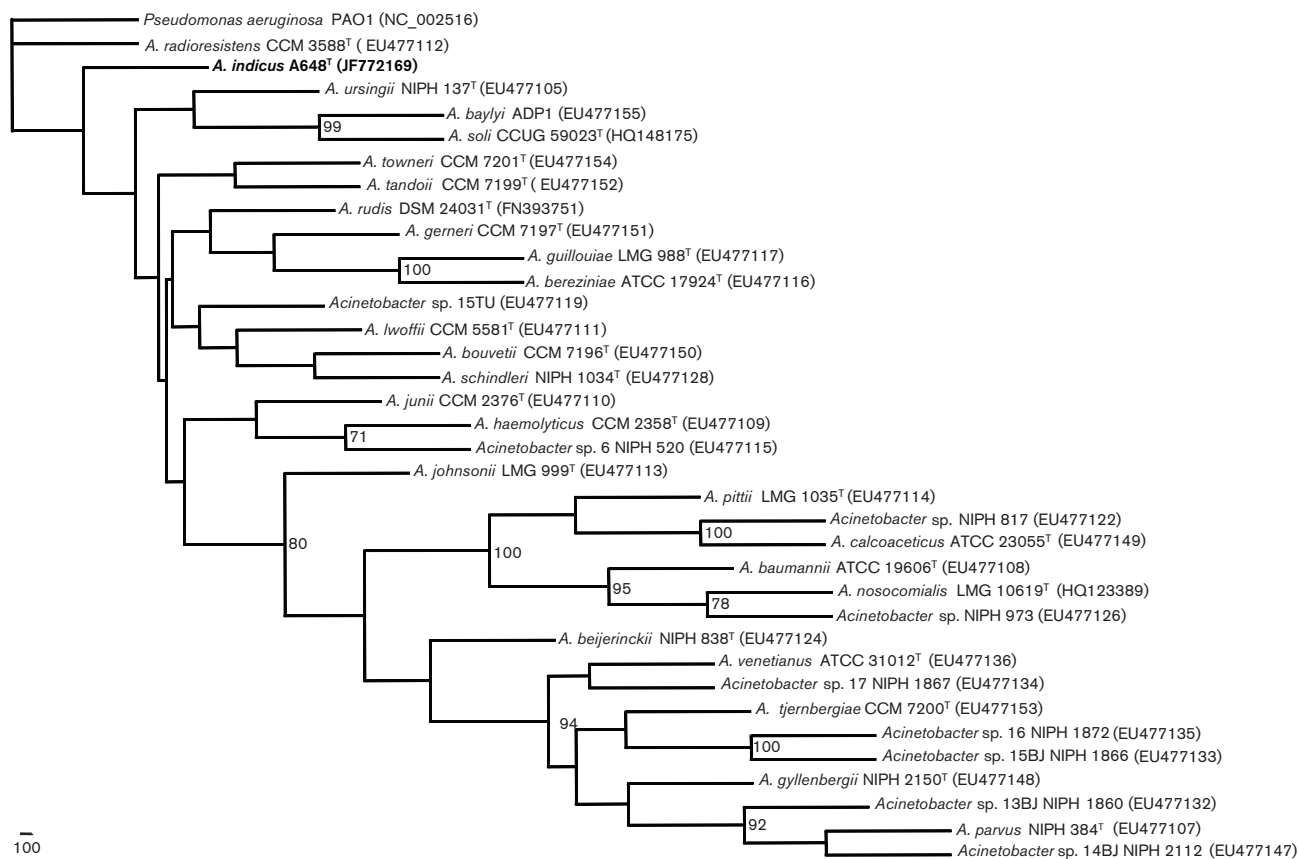 Pseudomonas aeruginosa PAO1 (NC_002516)
A. radioresistens CCM 3588ᵀ ( EU477112)
A. indicus A648ᵀ (JF772169)
A. ursingii NIPH 137ᵀ (EU477105)
A. baylyi ADP1 (EU477155)
99
A. soli CCUG 59023ᵀ (HQ148175)
A. towneri CCM 7201ᵀ (EU477154)
A. tandoii CCM 7199ᵀ ( EU477152)
A. rudis DSM 24031ᵀ (FN393751)
A. gerneri CCM 7197ᵀ (EU477151)
A. guillouiae LMG 988ᵀ (EU477117)
100
A. bereziniae ATCC 17924ᵀ (EU477116)
Acinetobacter sp. 15TU (EU477119)
A. lwoffii CCM 5581ᵀ (EU477111)
A. bouvetii CCM 7196ᵀ (EU477150)
A. schindleri NIPH 1034ᵀ (EU477128)
A. junii CCM 2376ᵀ (EU477110)
A. haemolyticus CCM 2358ᵀ (EU477109)
71
Acinetobacter sp. 6 NIPH 520 (EU477115)
A. johnsonii LMG 999ᵀ (EU477113)
80
A. pittii LMG 1035ᵀ (EU477114)
Acinetobacter sp. NIPH 817 (EU477122)
100
A. calcoaceticus ATCC 23055ᵀ (EU477149)
100
A. baumannii ATCC 19606ᵀ (EU477108)
95
A. nosocomialis LMG 10619ᵀ (HQ123389)
78
Acinetobacter sp. NIPH 973 (EU477126)
A. beijerinckii NIPH 838ᵀ (EU477124)
A. venetianus ATCC 31012ᵀ (EU477136)
Acinetobacter sp. 17 NIPH 1867 (EU477134)
94
A. tjernbergiae CCM 7200ᵀ (EU477153)
Acinetobacter sp. 16 NIPH 1872 (EU477135)
100
Acinetobacter sp. 15BJ NIPH 1866 (EU477133)
A. gyllenbergii NIPH 2150ᵀ (EU477148)
Acinetobacter sp. 13BJ NIPH 1860 (EU477132)
92
A. parvus NIPH 384ᵀ (EU477107)
Acinetobacter sp. 14BJ NIPH 2112 (EU477147)
100